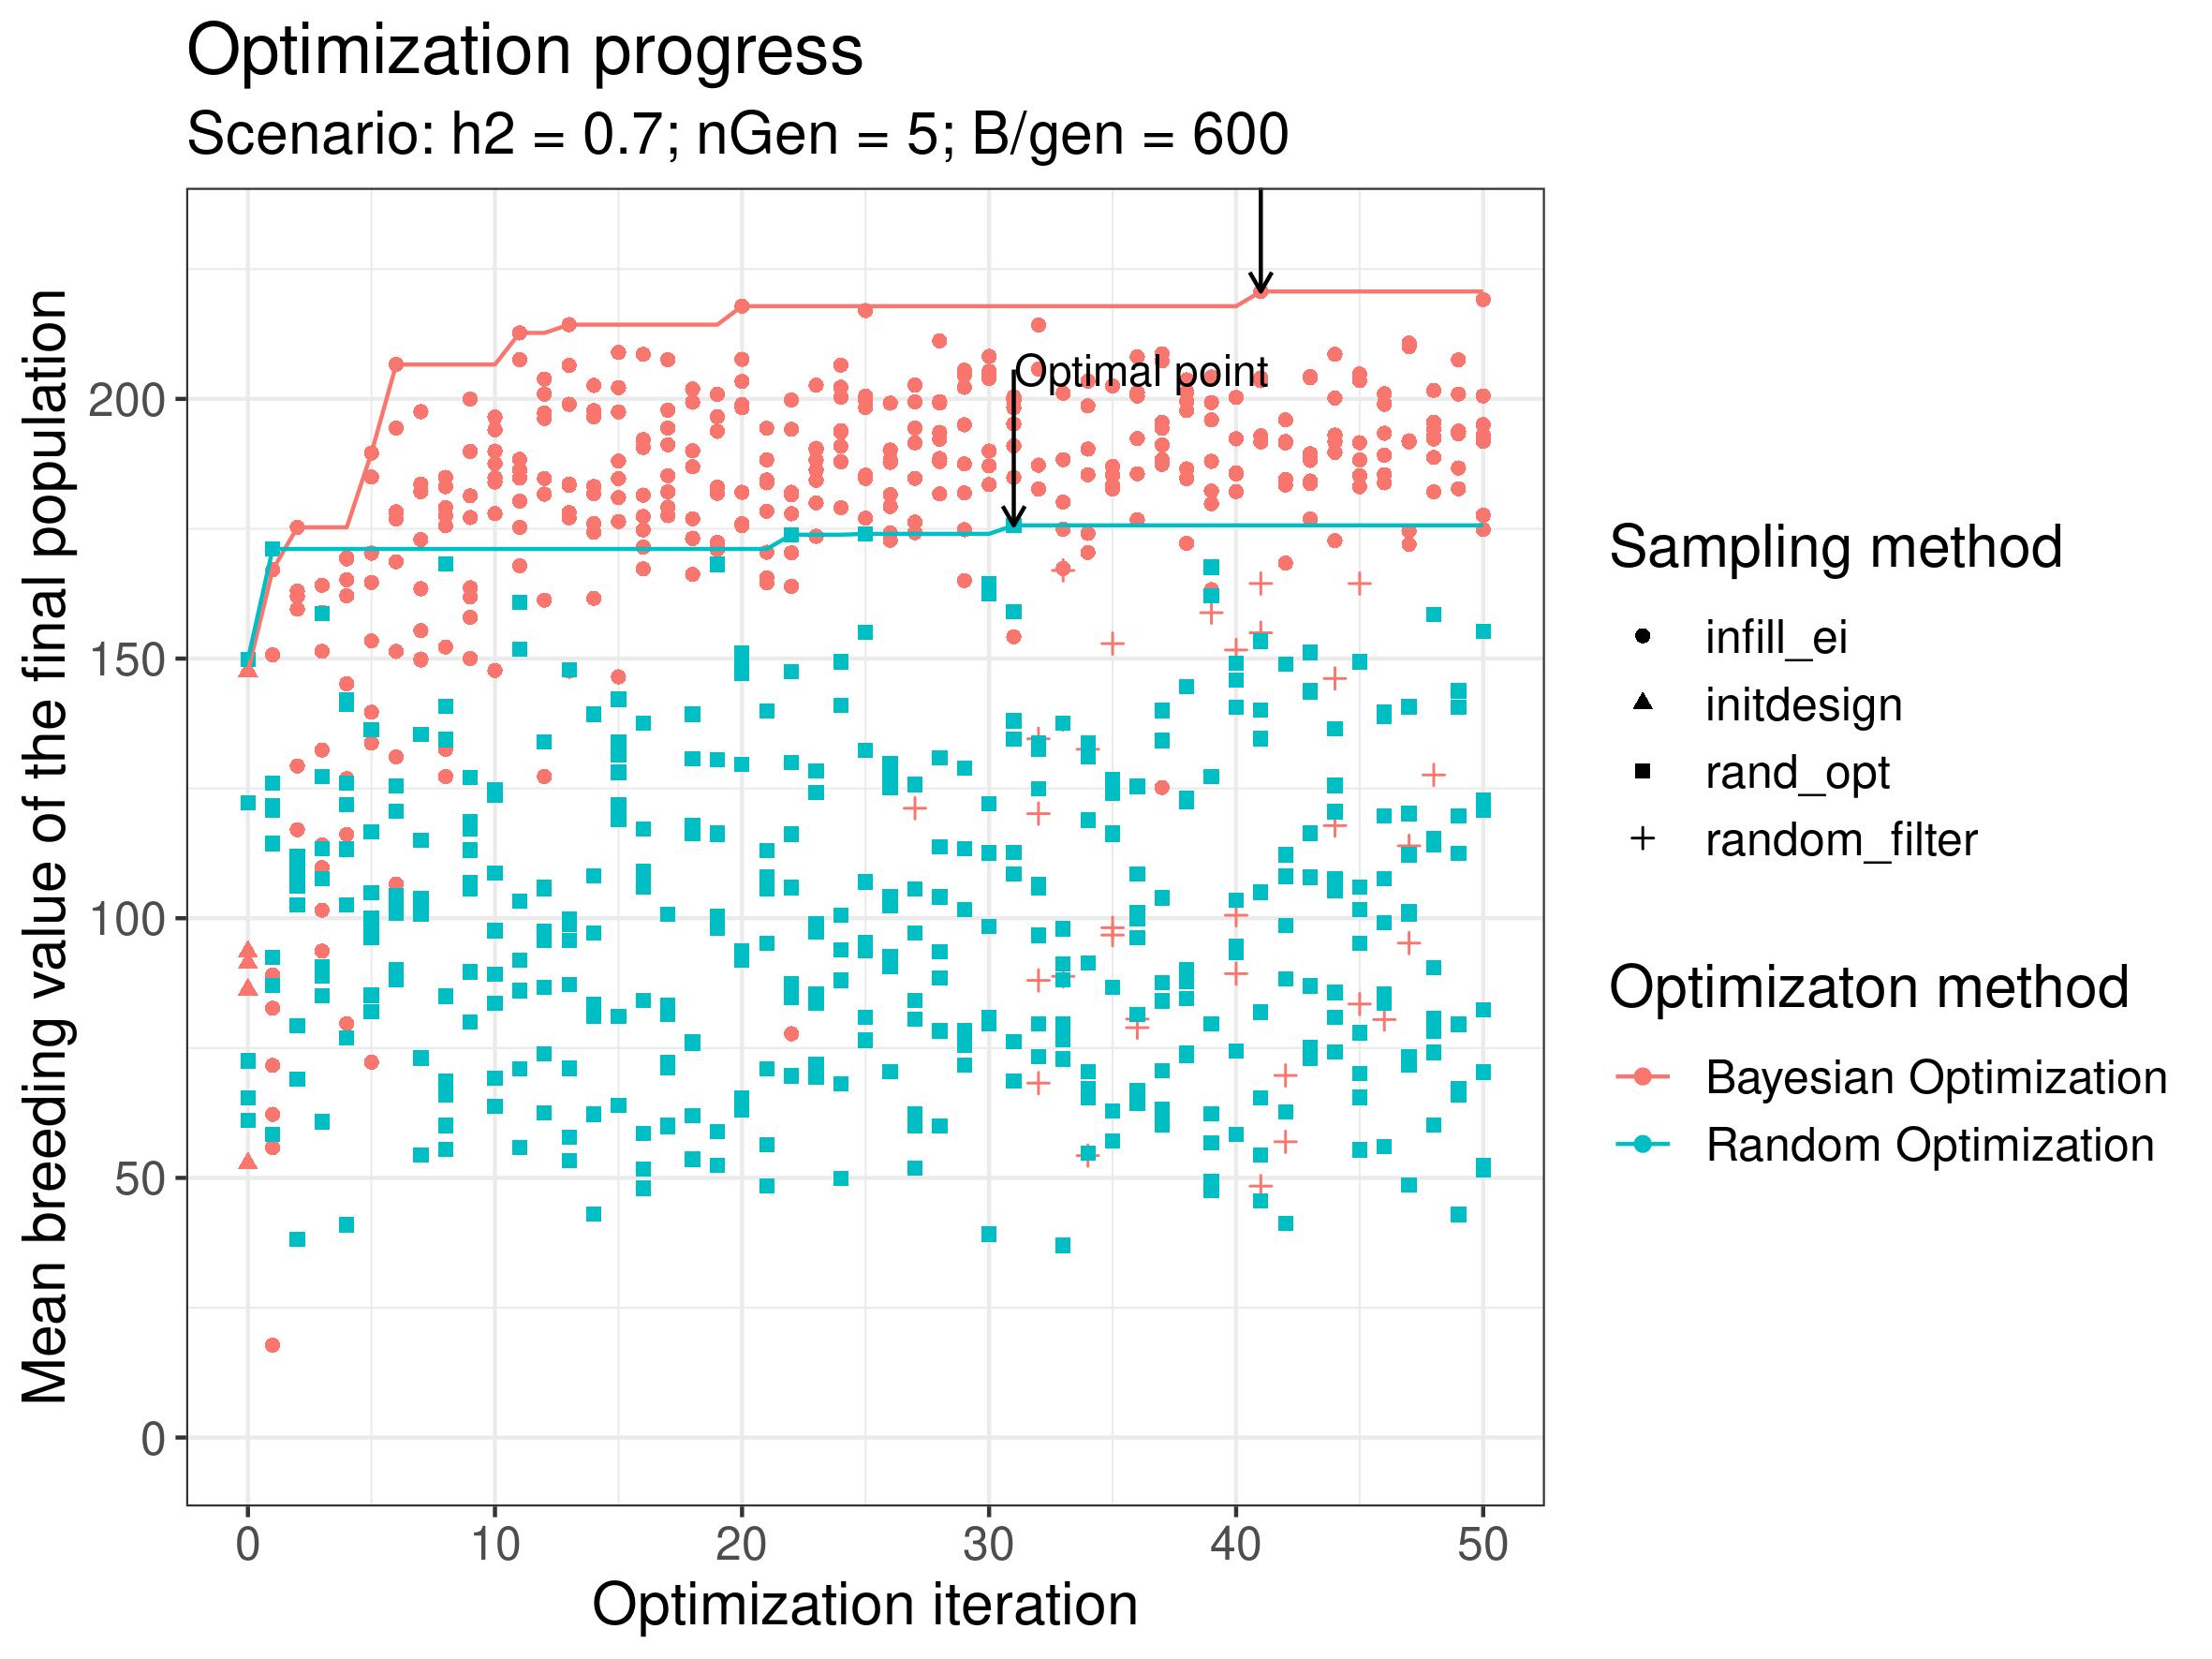 Optimization progress
Scenario: h2 = 0.7; nGen = 5; B/gen = 600
Mean breeding value of the final population
200
150
100
50
0
Optimal point
0 10 20 30 40 50
Optimization iteration
Sampling method
infill_ei
initdesign
rand_opt
random_filter
Optimizaton method
Bayesian Optimization
Random Optimization